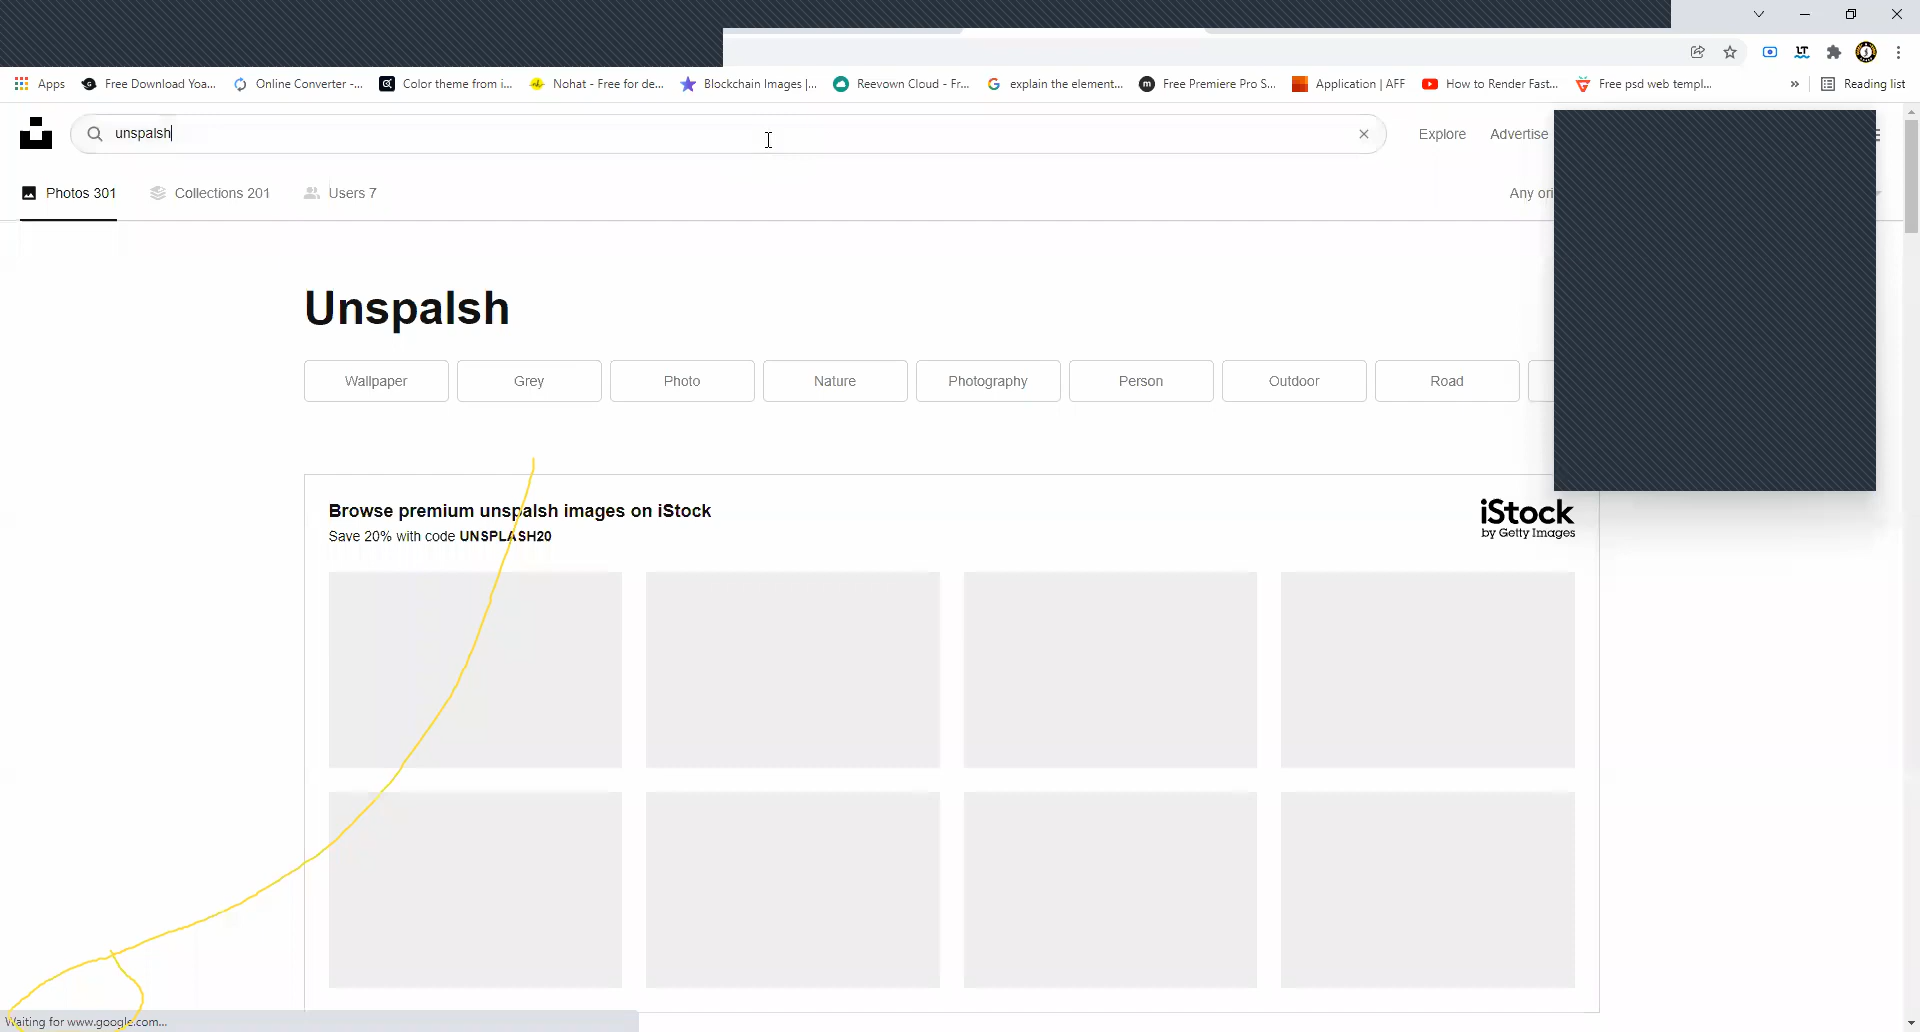 Apps Free Download Yoa... Online Converter -... Color theme from i... Nohat - Free for de... Blockchain Images |... Reevown Cloud - Fr... explain the element... Free Premiere Pro S... Application | AFF How to Render Fast... Free psd web templ... » Reading list
unspalsh Explore Advertise
Photos 301 Collections 201 Users 7 Any ori
Unspalsh
Wallpaper Grey Photo Nature Photography Person Outdoor Road
Browse premium unspalsh images on iStock
Save 20% with code UNSPLASH20
iStock
by Getty Images
Waiting for www.google.com...